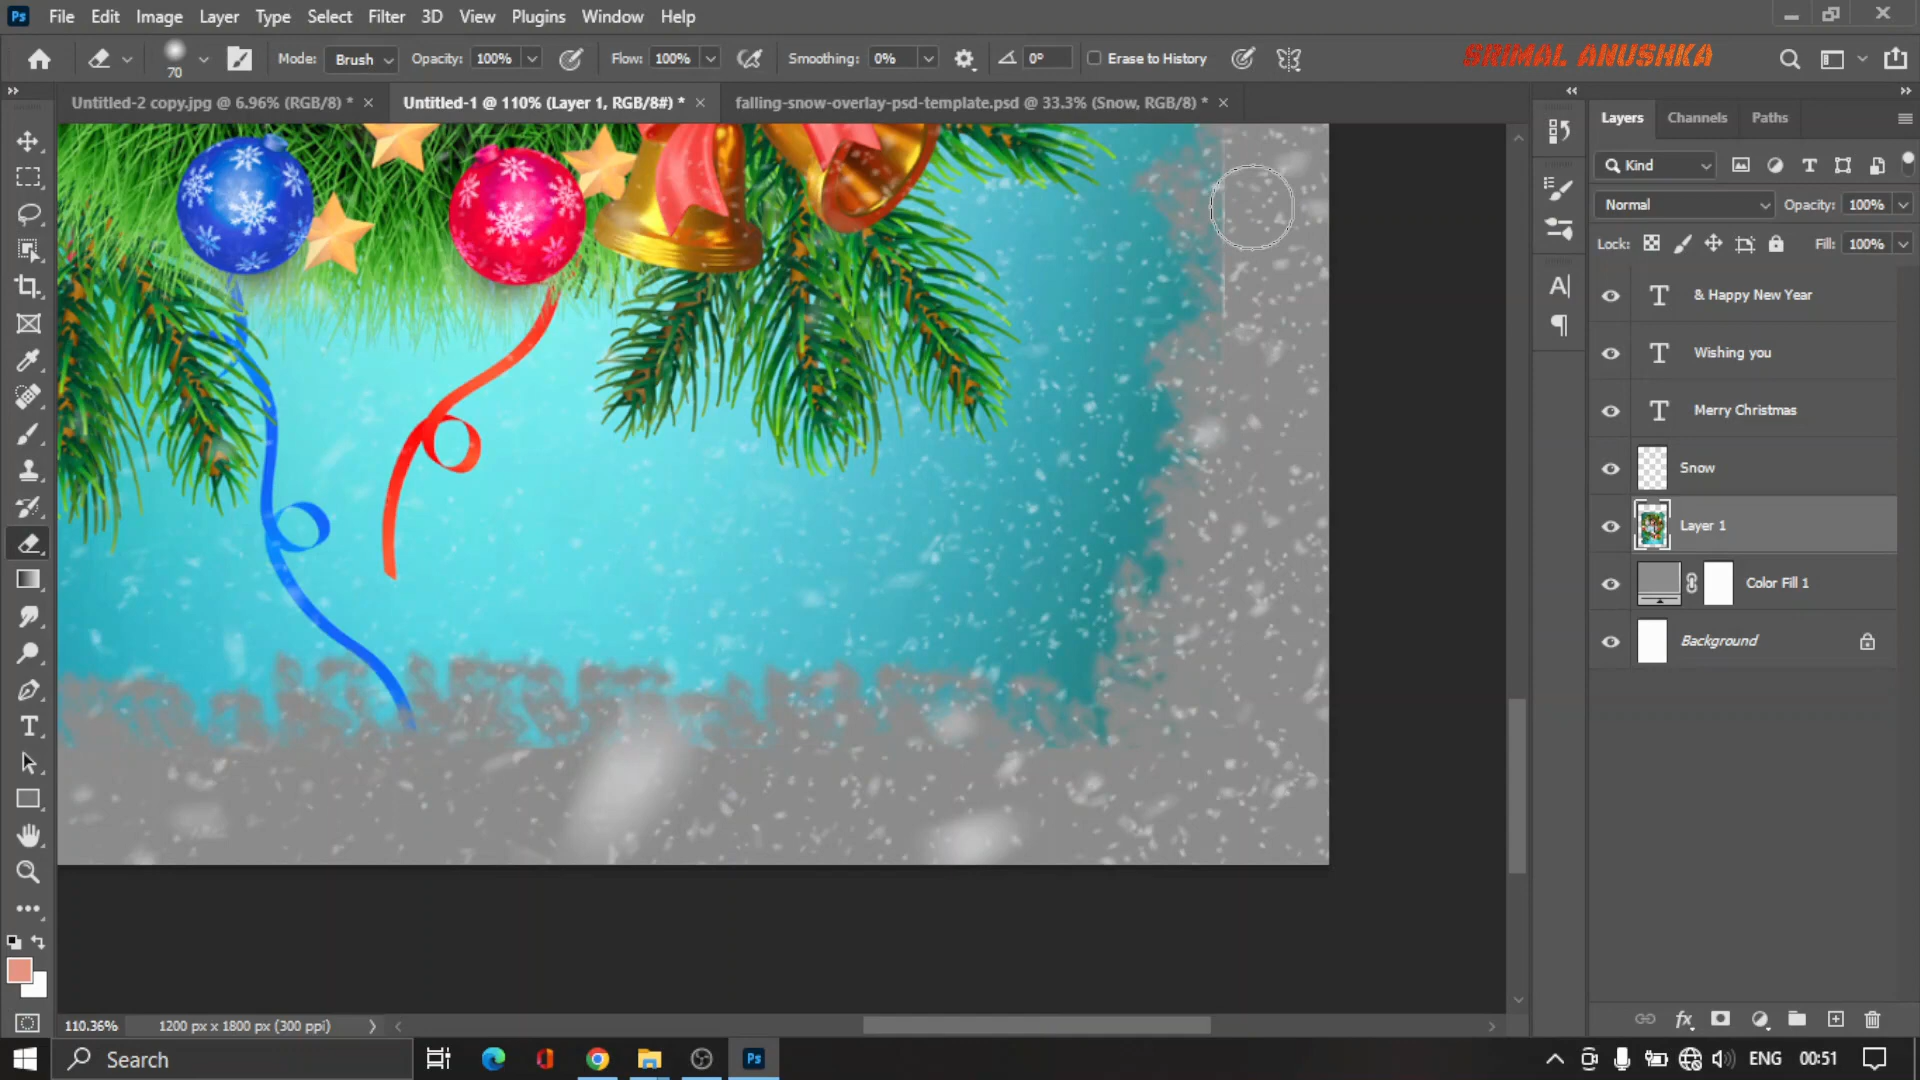 Ps File Edit Image Layer Type Select Filter 3D View Plugins Window Help
70 Mode: Brush Opacity: 100% Flow: 100% Smoothing: 0% 0° Erase to History SRIMAL ANUSHKA
Untitled-2 copy.jpg @ 6.96% (RGB/8) * Untitled-1 @ 110% (Layer 1, RGB/8#) * falling-snow-overlay-psd-template.psd @ 33.3% (Snow, RGB/8) *
Layers Channels Paths
Kind
Normal Opacity: 100%
Lock: Fill: 100%
& Happy New Year
Wishing you
Merry Christmas
Snow
Layer 1
Color Fill 1
Background
110.36% 1200 px x 1800 px (300 ppi)
Search Ps ENG 00:51